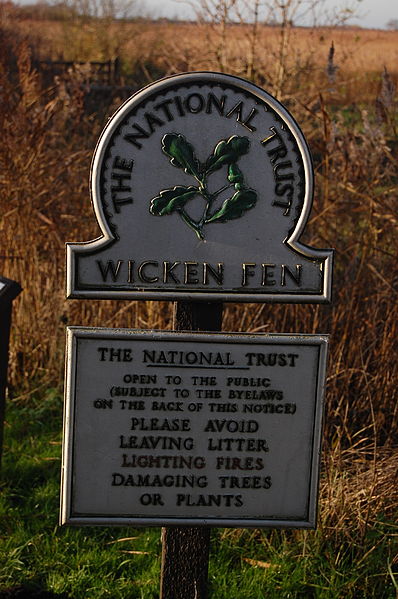 THE NATIONAL TRUST
WICKEN FEN
THE NATIONAL TRUST
OPEN TO THE PUBLIC
(SUBJECT TO THE BYELAWS
ON THE BACK OF THIS NOTICE)
PLEASE AVOID
LEAVING LITTER
LIGHTING FIRES
DAMAGING TREES
OR PLANTS